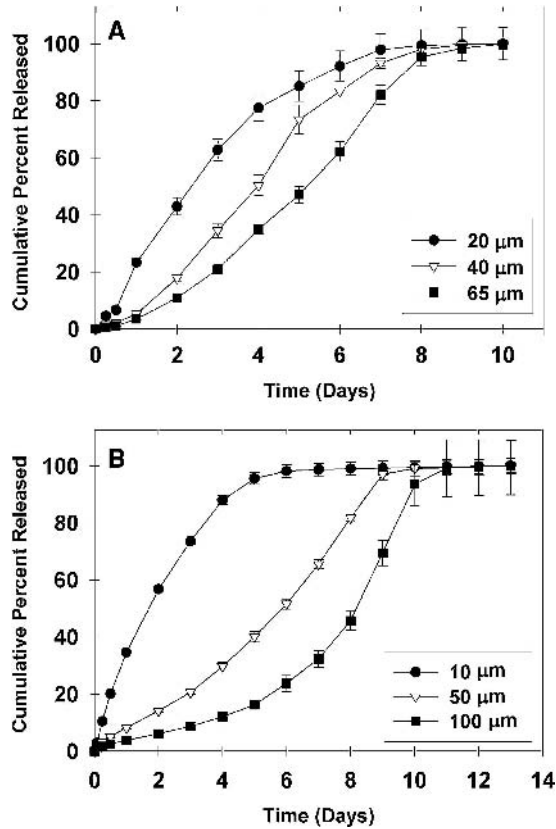 A
Cumulative Percent Released
100
80
60
40
20
0
20 μm
40 μm
65 μm
0 2 4 6 8 10
Time (Days)
B
Cumulative Percent Released
100
80
60
40
20
0
10 μm
50 μm
100 μm
0 2 4 6 8 10 12 14
Time (Days)